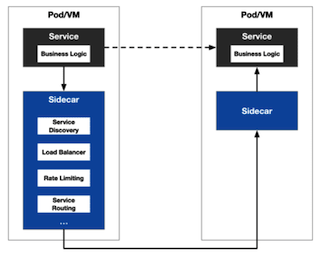 Pod/VM
Service
Business Logic
Sidecar
Service
Discovery
Load Balancer
Rate Limiting
Service
Routing
...
Pod/VM
Service
Business Logic
Sidecar